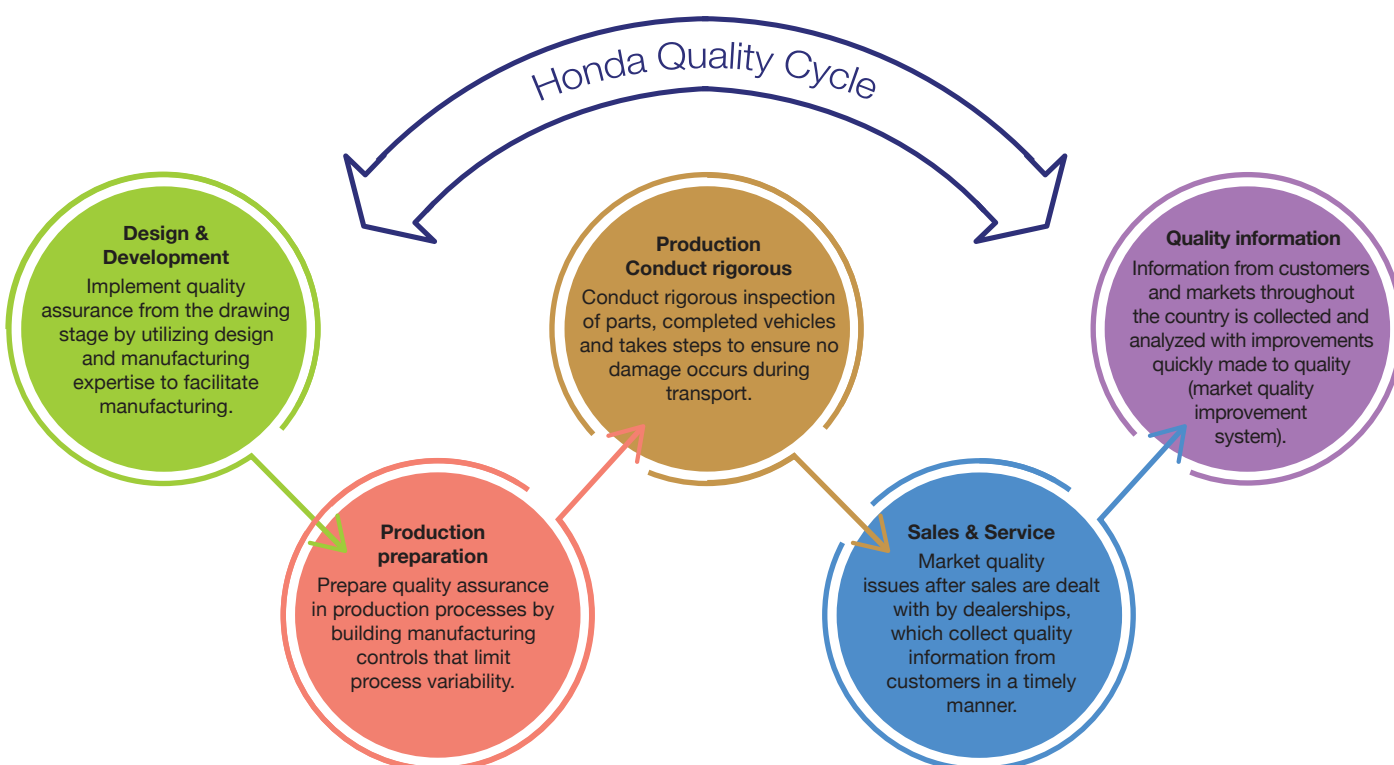 Honda Quality Cycle
Design &
Development
Implement quality
assurance from the drawing
stage by utilizing design
and manufacturing
expertise to facilitate
manufacturing.
Production
preparation
Prepare quality assurance
in production processes by
building manufacturing
controls that limit
process variability.
Production
Conduct rigorous
Conduct rigorous inspection
of parts, completed vehicles
and takes steps to ensure no
damage occurs during
transport.
Sales & Service
Market quality
issues after sales are dealt
with by dealerships,
which collect quality
information from
customers in a timely
manner.
Quality information
Information from customers
and markets throughout
the country is collected and
analyzed with improvements
quickly made to quality
(market quality
improvement
system).